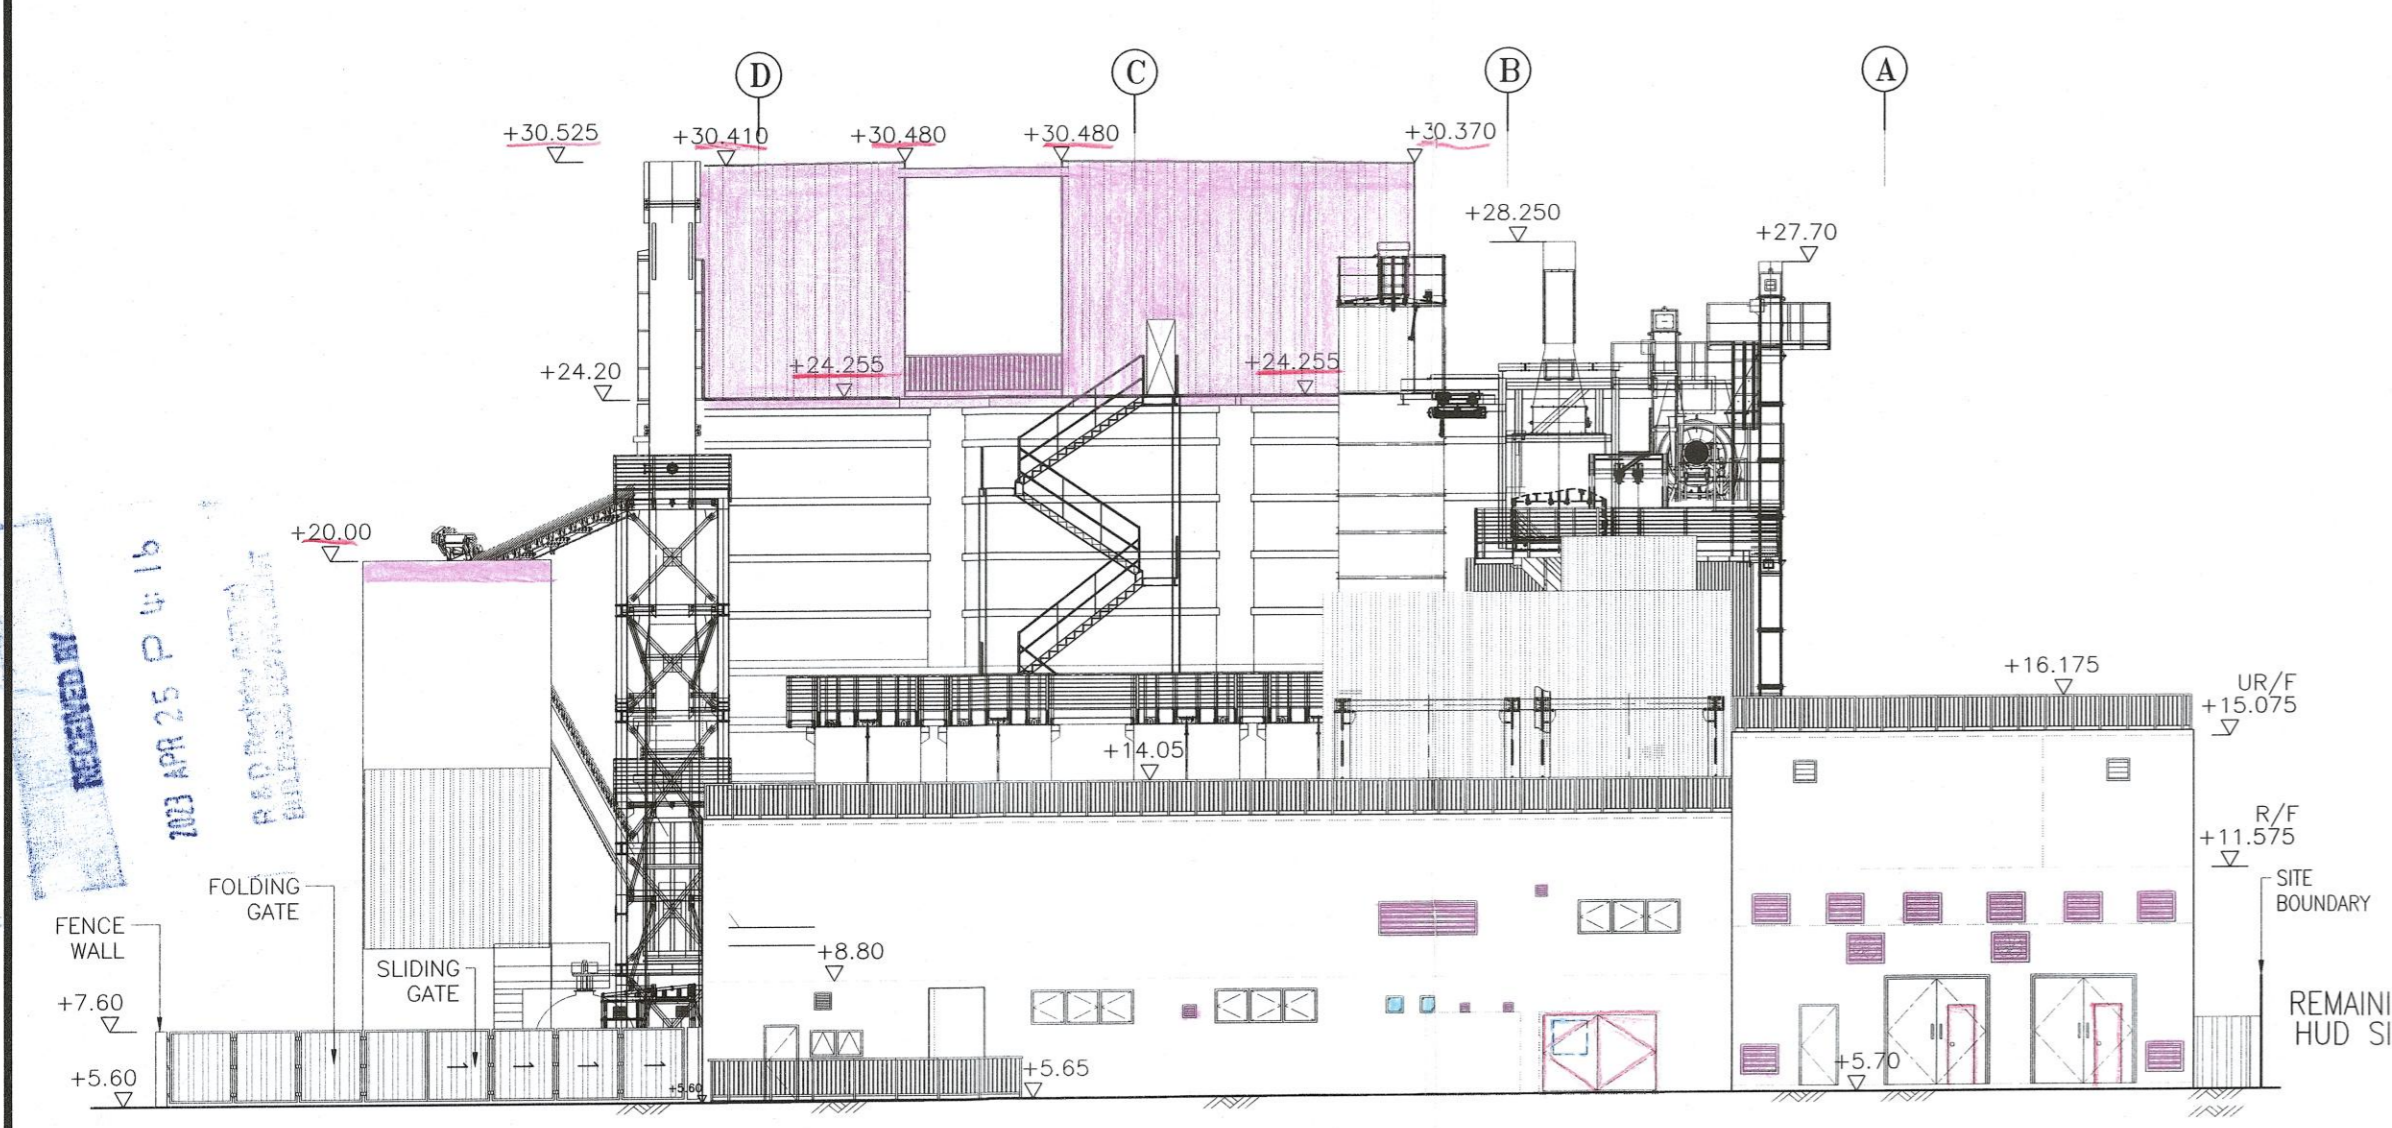 D
C
B
A
+30.525
+30.410
+30.480
+30.480
+30.370
+28.250
+27.70
+24.20
+24.255
+24.255
+20.00
RECEIVED BY
2023 APR 25 P 4: 16
+16.175
UR/F
+15.075
+14.05
R/F
+11.575
FOLDING
GATE
SITE
BOUNDARY
FENCE
WALL
SLIDING
GATE
+8.80
+7.60
REMAINI
HUD SI
+5.60
+5.60
+5.65
+5.70